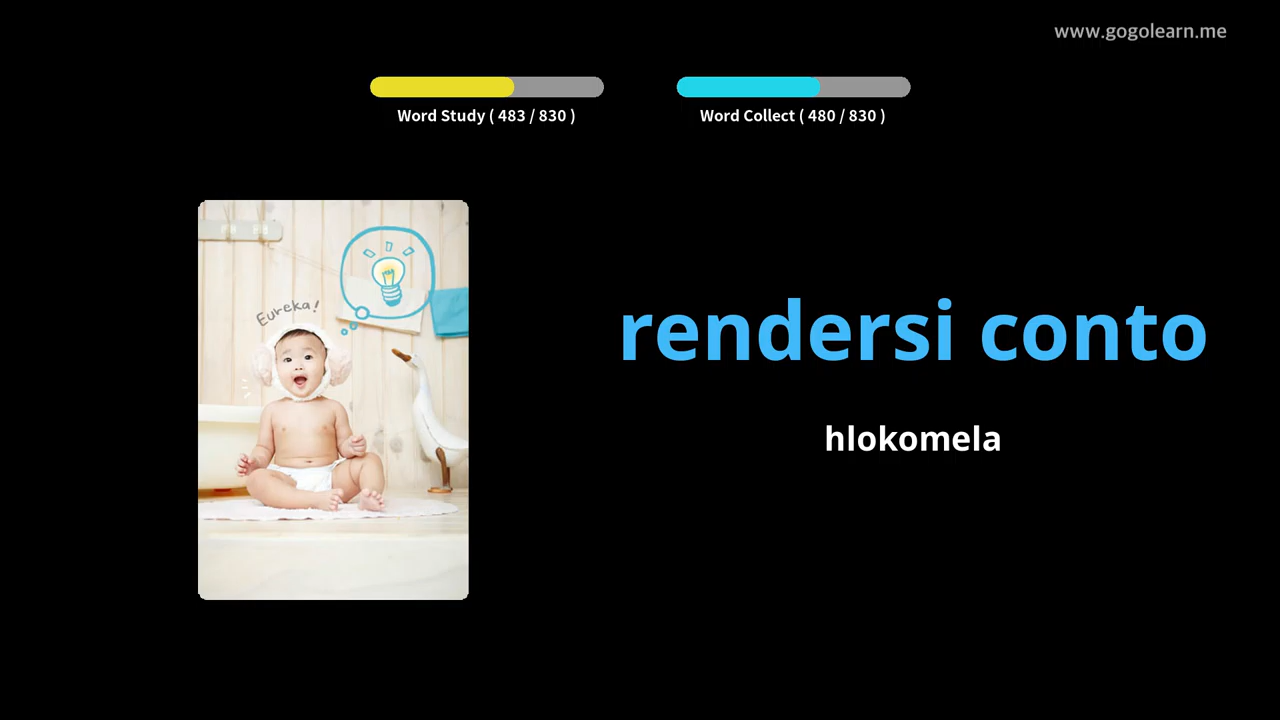 www.gogolearn.me
Word Study ( 483 / 830 )
Word Collect ( 480 / 830 )
Eureka!
rendersi conto
hlokomela